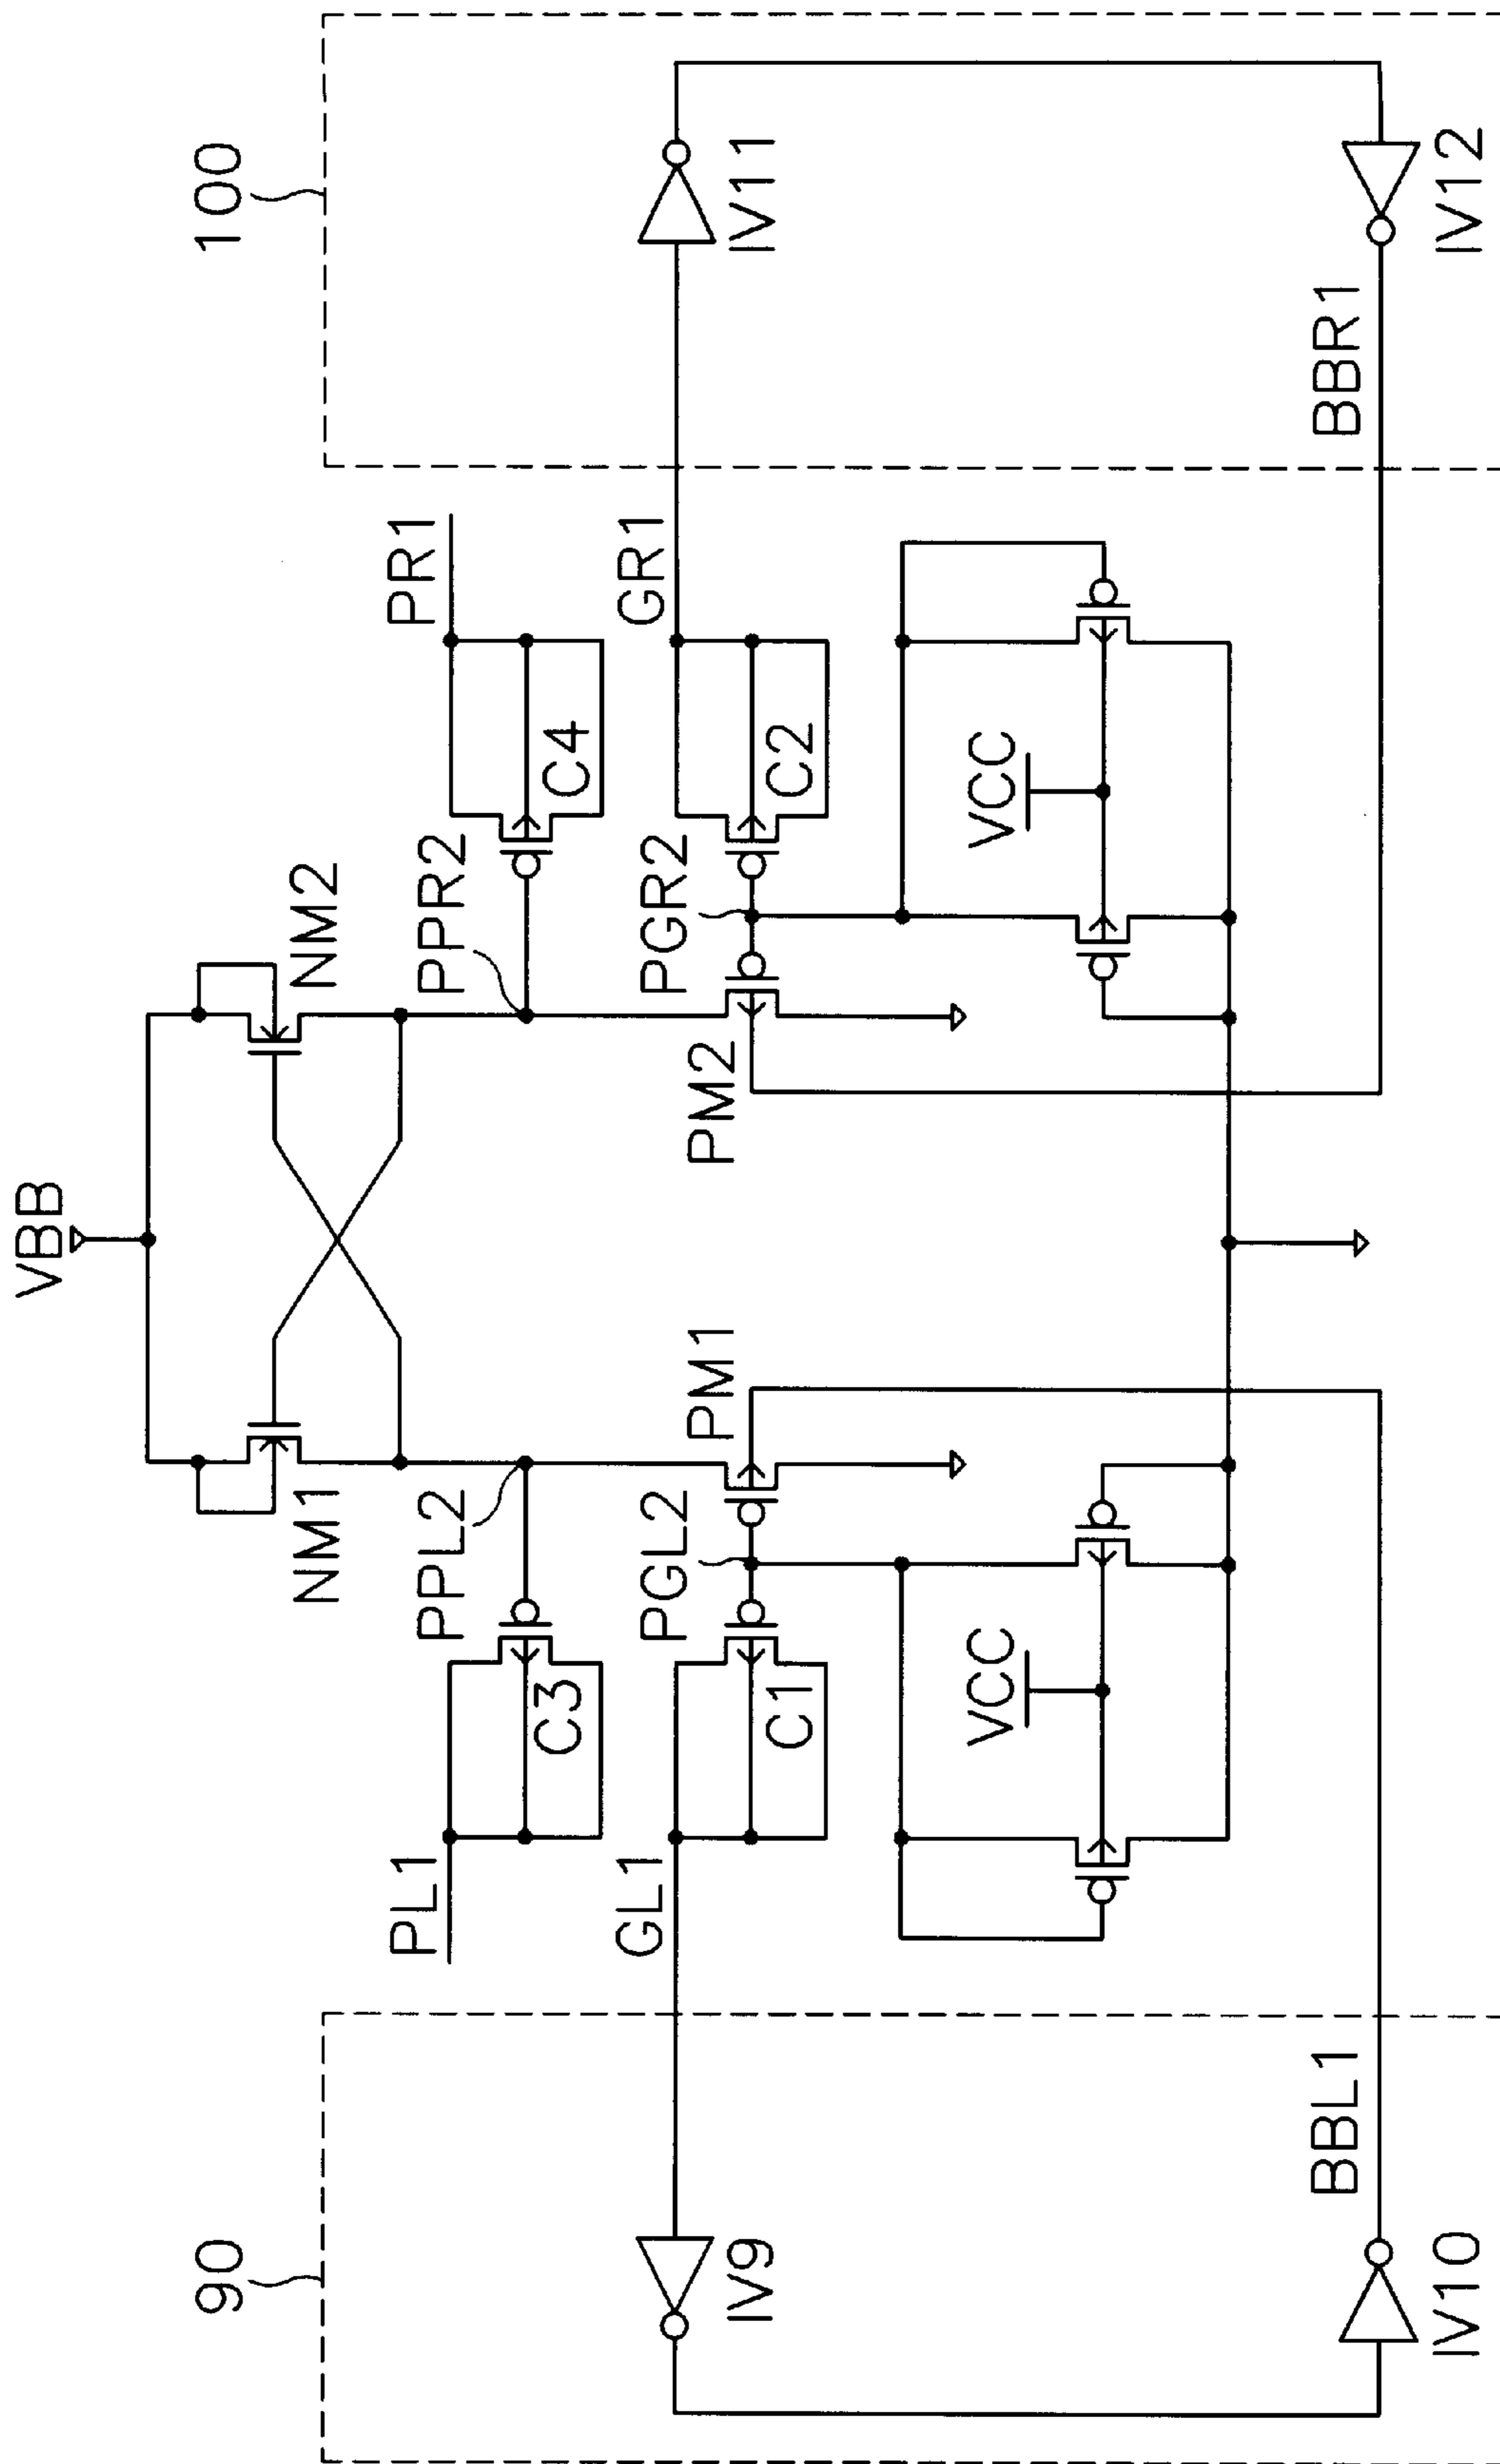 VBB
NM1
NM2
PL1
PPL2
PPR2
PR1
C3
C4
GL1
PGL2
PM1
PM2
PGR2
GR1
C1
C2
VCC
VCC
90
100
IV9
IV11
BBL1
BBR1
IV10
IV12